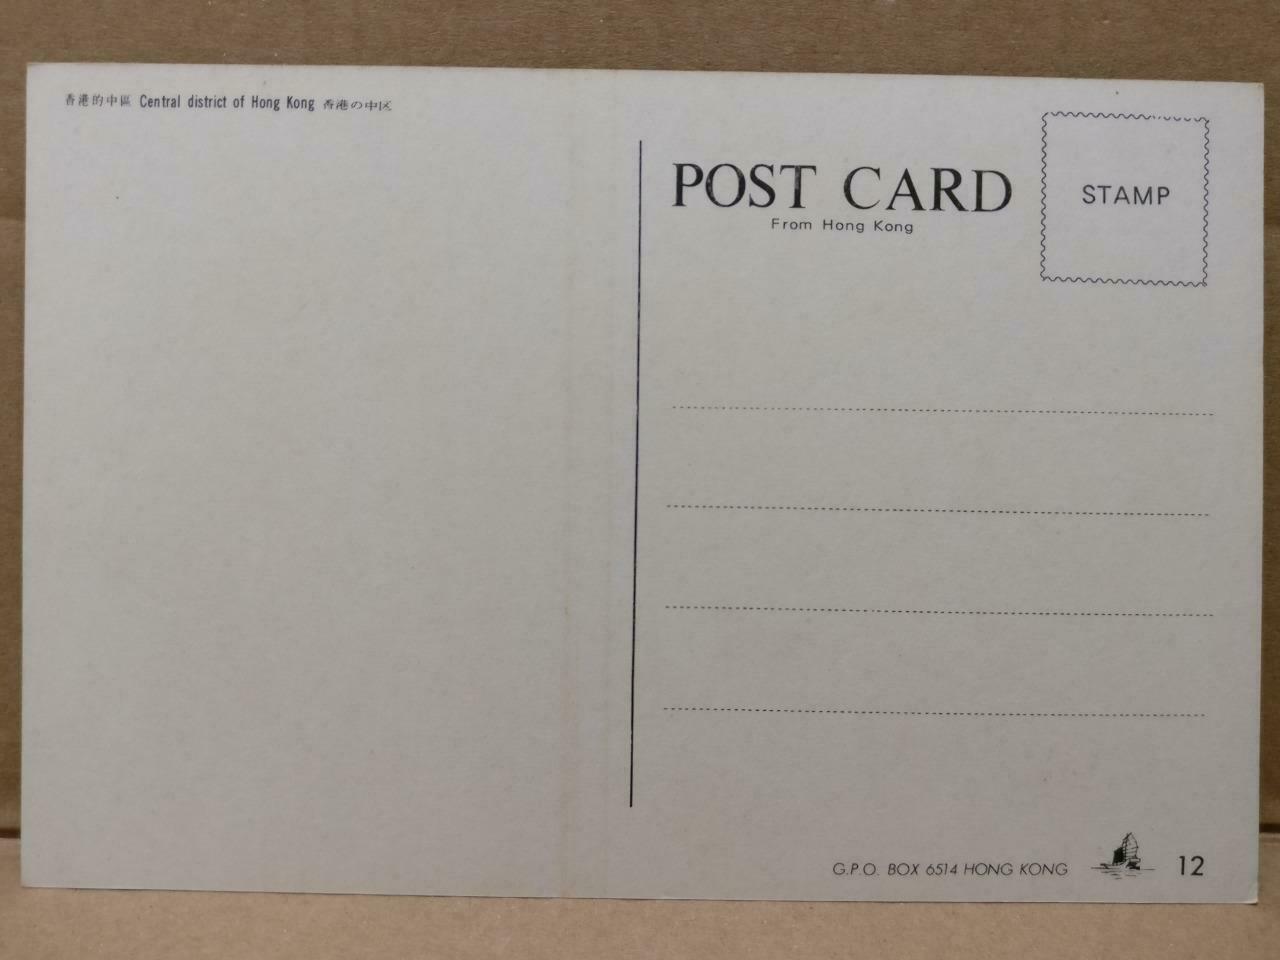 香港的中區 Central district of Hong Kong 香港の中区
POST CARD
From Hong Kong
STAMP
G.P.O. BOX 6514 HONG KONG
12